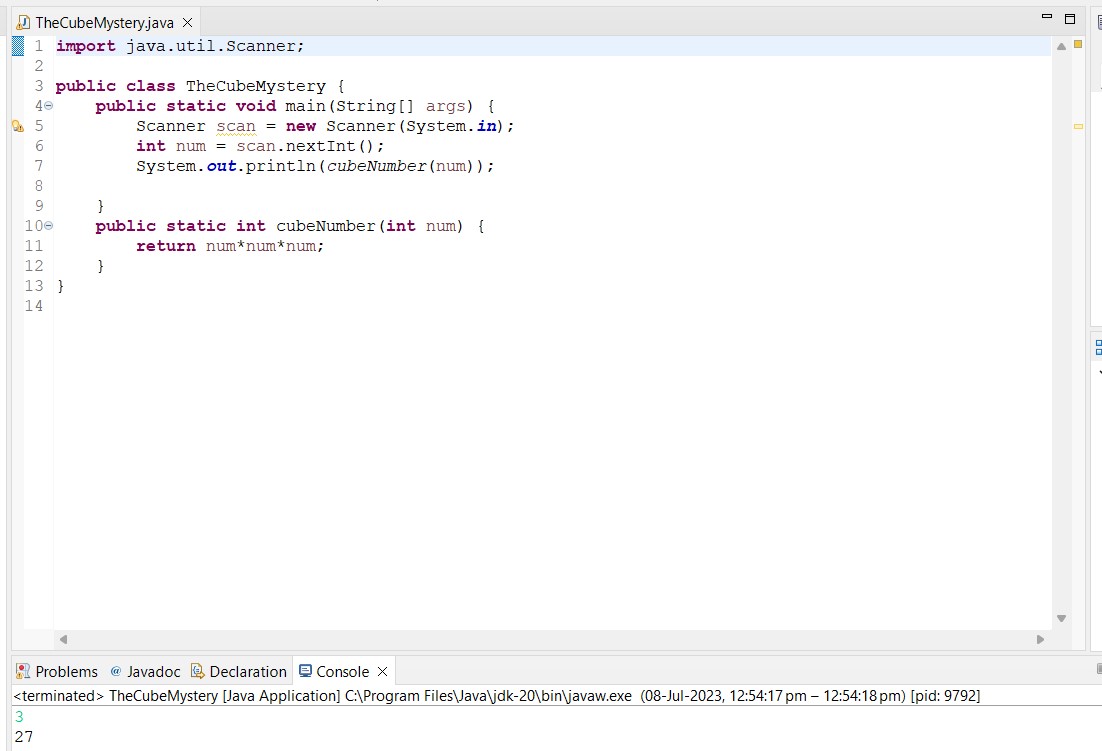 TheCubeMystery.java
1 import java.util.Scanner;
2
3 public class TheCubeMystery {
4 public static void main(String[] args) {
5 Scanner scan = new Scanner(System.in);
6 int num = scan.nextInt();
7 System.out.println(cubeNumber(num));
8
9 }
10 public static int cubeNumber(int num) {
11 return num*num*num;
12 }
13 }
14
Problems @ Javadoc Declaration Console
<terminated> TheCubeMystery [Java Application] C:\Program Files\Java\jdk-20\bin\javaw.exe (08-Jul-2023, 12:54:17 pm – 12:54:18 pm) [pid: 9792]
3
27